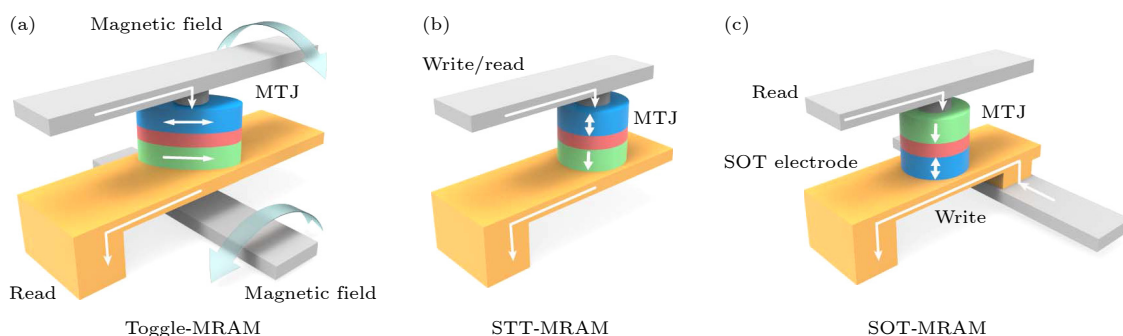 (a)
Magnetic field
MTJ
Read
Magnetic field
Toggle-MRAM
(b)
Write/read
MTJ
STT-MRAM
(c)
Read
MTJ
SOT electrode
Write
SOT-MRAM